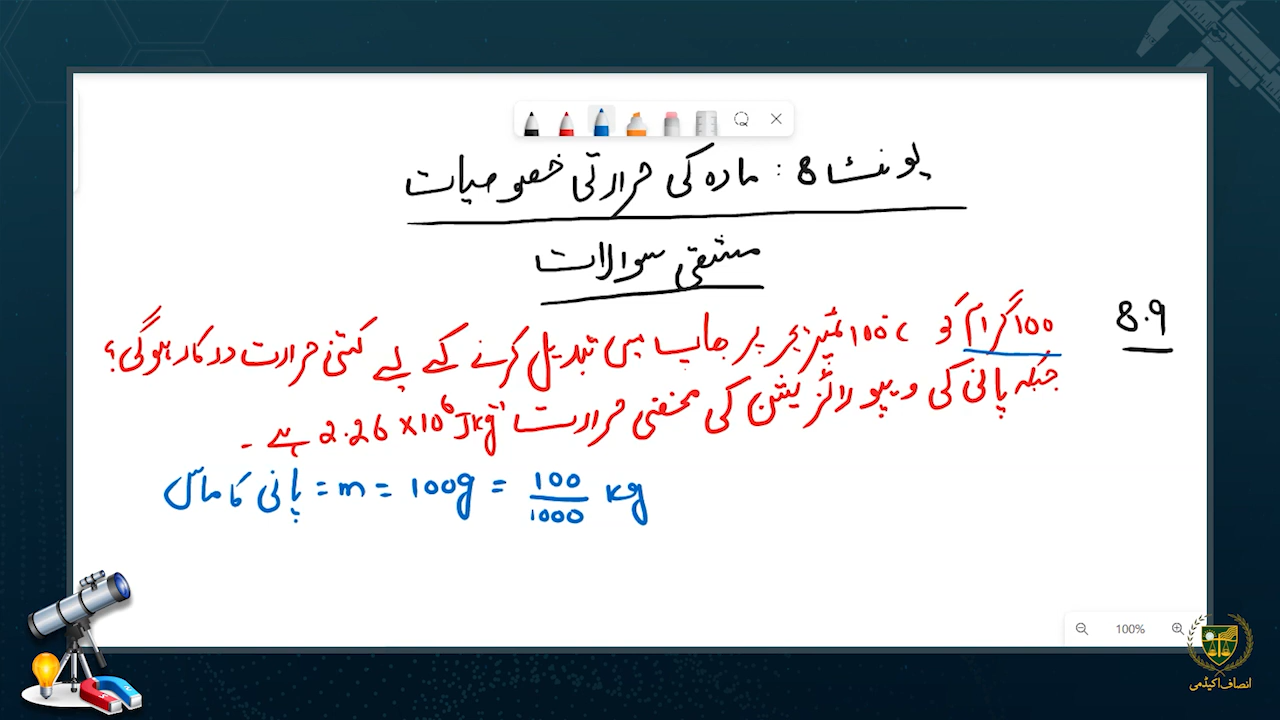 یونٹ 8 : مادہ کی حرارتی خصوصیات
مشقی سوالات
8.9
100 گرام کو 100°C ٹمپریچر پر بھاپ میں تبدیل کرنے کے لیے کتنی حرارت درکار ہوگی؟
جبکہ پانی کی ویپورائزیشن کی مخفی حرارت 2.26 × 10⁶ Jkg⁻¹ ہے۔
پانی کا ماس = m = 100g = 100/1000 kg
100%
انصاف اکیڈمی